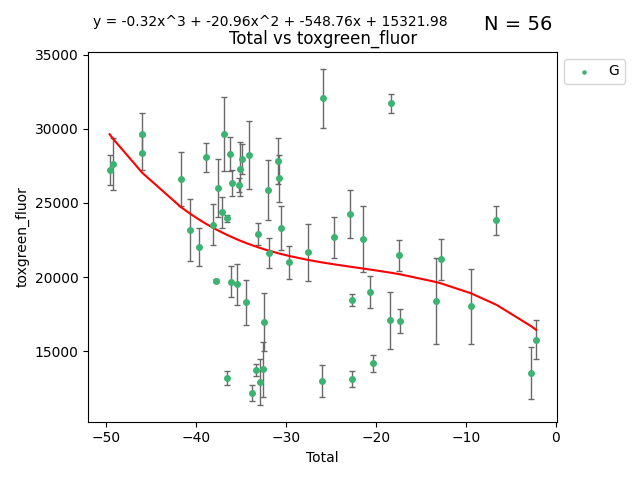 y = -0.32x^3 + -20.96x^2 + -548.76x + 15321.98
N = 56
Total vs toxgreen_fluor
G
35000
30000
25000
20000
15000
toxgreen_fluor
−50 −40 −30 −20 −10 0
Total